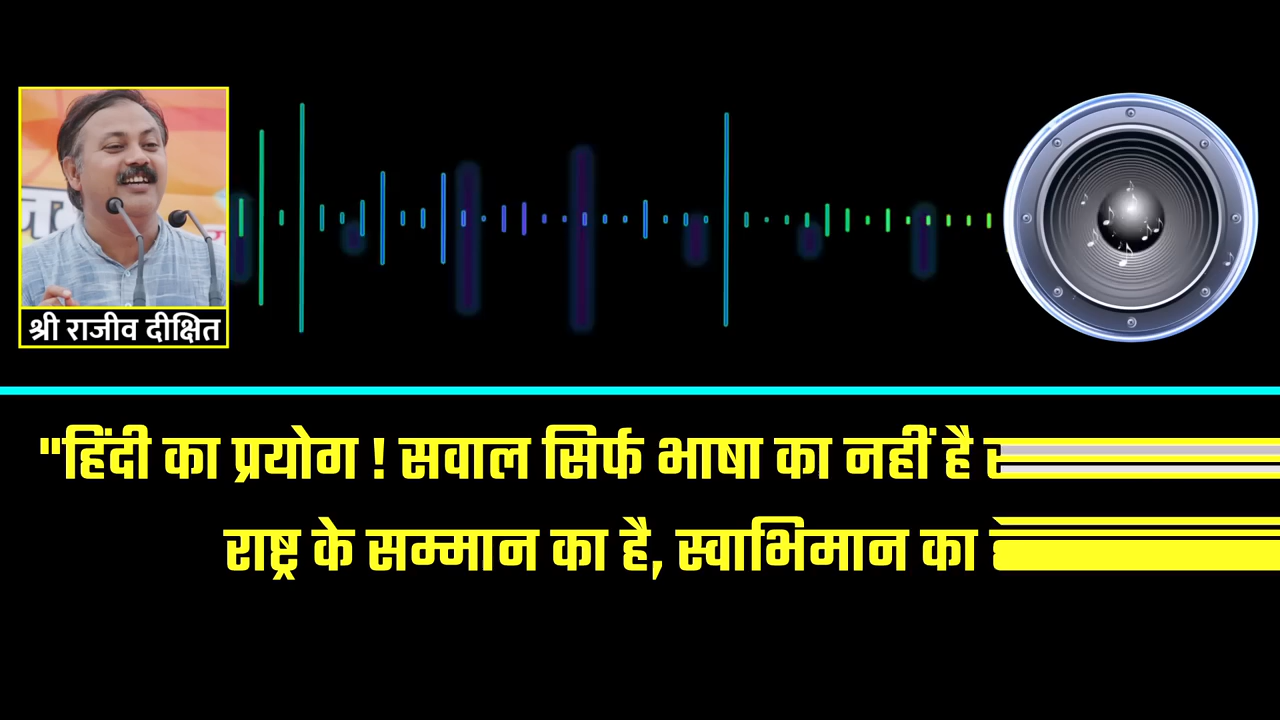 श्री राजीव दीक्षित
"हिंदी का प्रयोग ! सवाल सिर्फ भाषा का नहीं है
राष्ट्र के सम्मान का है, स्वाभिमान का